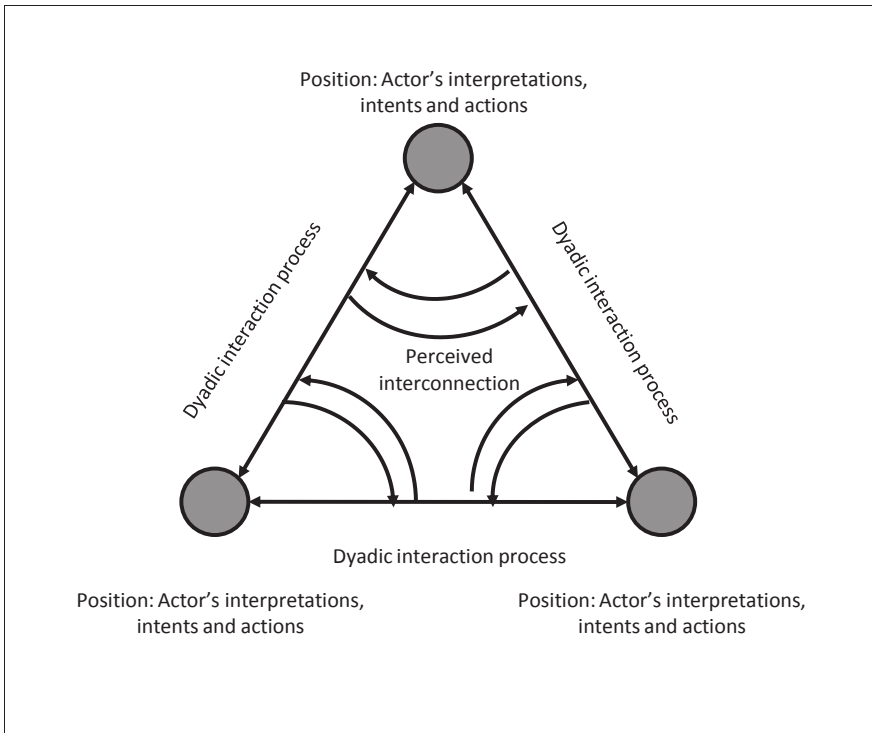 Position: Actor's interpretations,
intents and actions
Dyadic interaction process
Dyadic interaction process
Perceived
interconnection
Dyadic interaction process
Position: Actor's interpretations,
intents and actions
Position: Actor's interpretations,
intents and actions